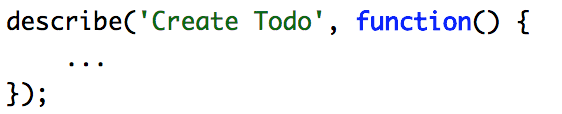 describe('Create Todo', function() {
    ...
});